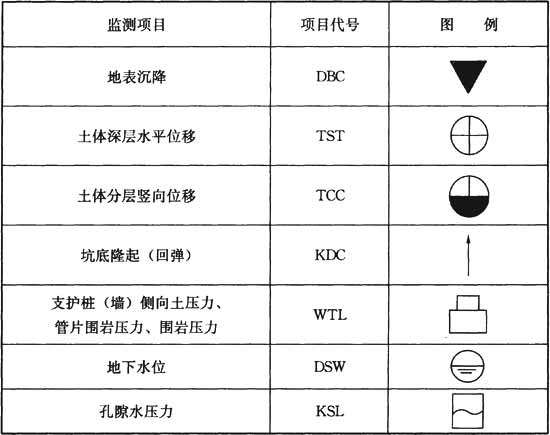 监测项目 项目代号 图 例
地表沉降 DBC
土体深层水平位移 TST
土体分层竖向位移 TCC
坑底隆起（回弹） KDC
支护桩（墙）侧向土压力、
管片围岩压力、围岩压力 WTL
地下水位 DSW
孔隙水压力 KSL